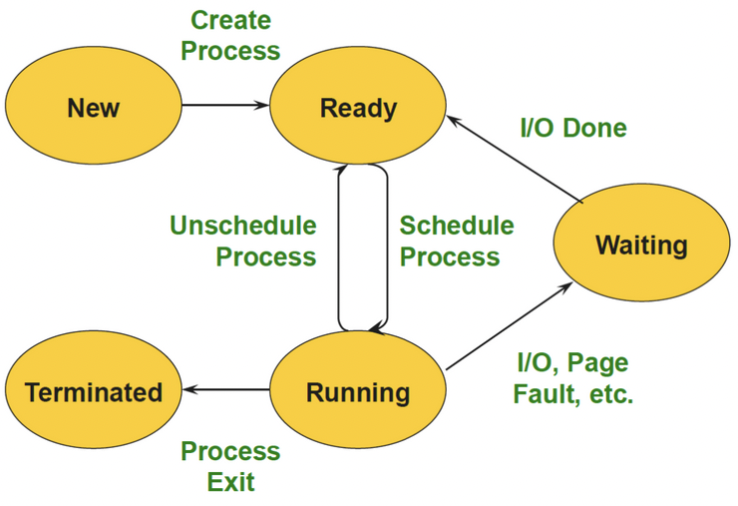 Create
Process
New
Ready
I/O Done
Unschedule
Process
Schedule
Process
Waiting
I/O, Page
Fault, etc.
Terminated
Running
Process
Exit